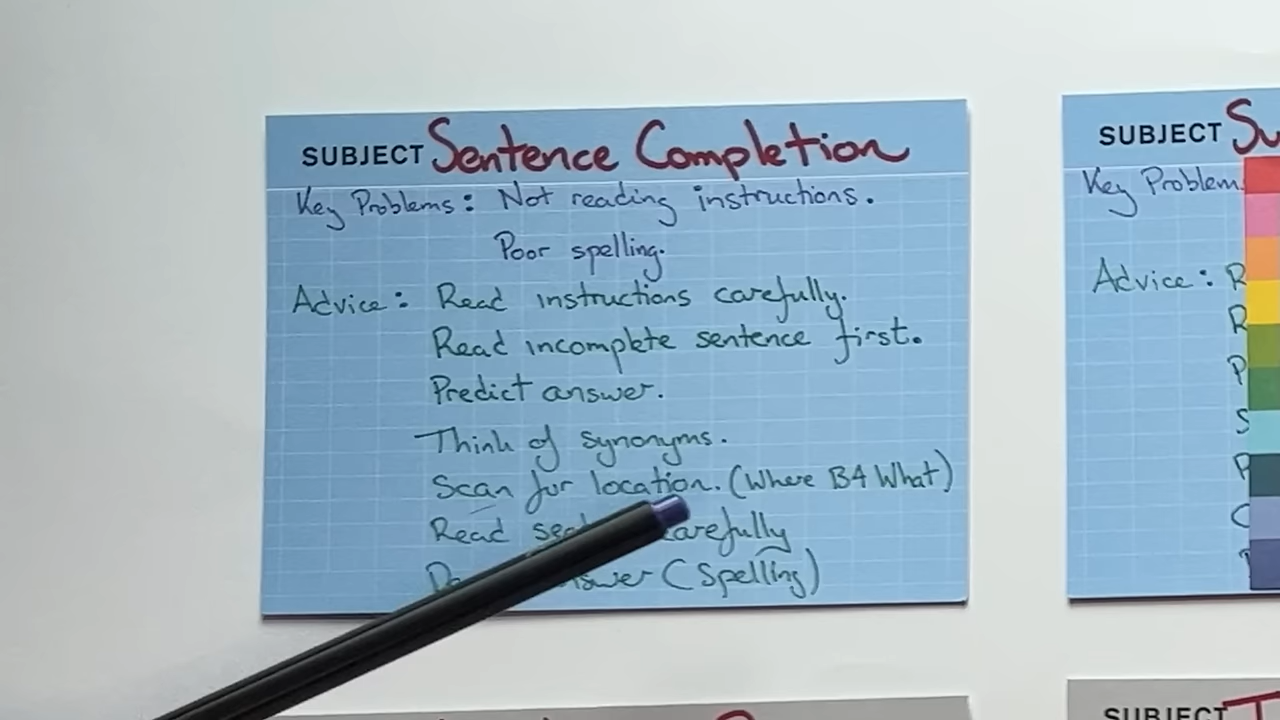 SUBJECT Sentence Completion
Key Problems: Not reading instructions.
Poor spelling.
Advice: Read instructions carefully.
Read incomplete sentence first.
Predict answer.
Think of synonyms.
Scan for location. (Where B4 What)
Read carefully
(Spelling)
SUBJECT
Key Problem
Advice:
SUBJECT